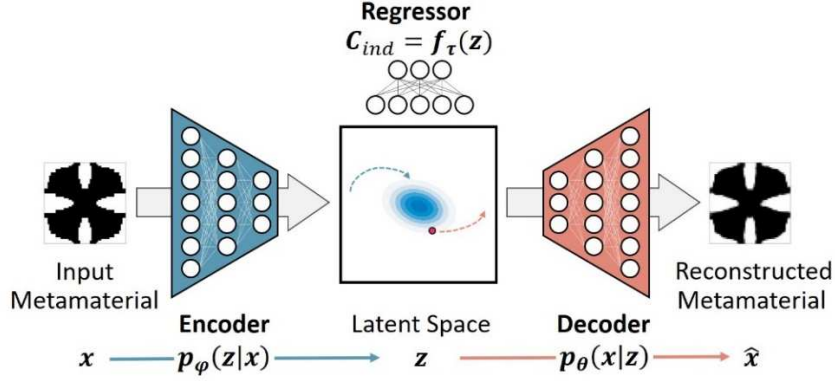 Regressor
C_ind = f_τ(z)
Input
Metamaterial
Reconstructed
Metamaterial
Encoder
Latent Space
Decoder
x
p_φ(z|x)
z
p_θ(x|z)
x̂